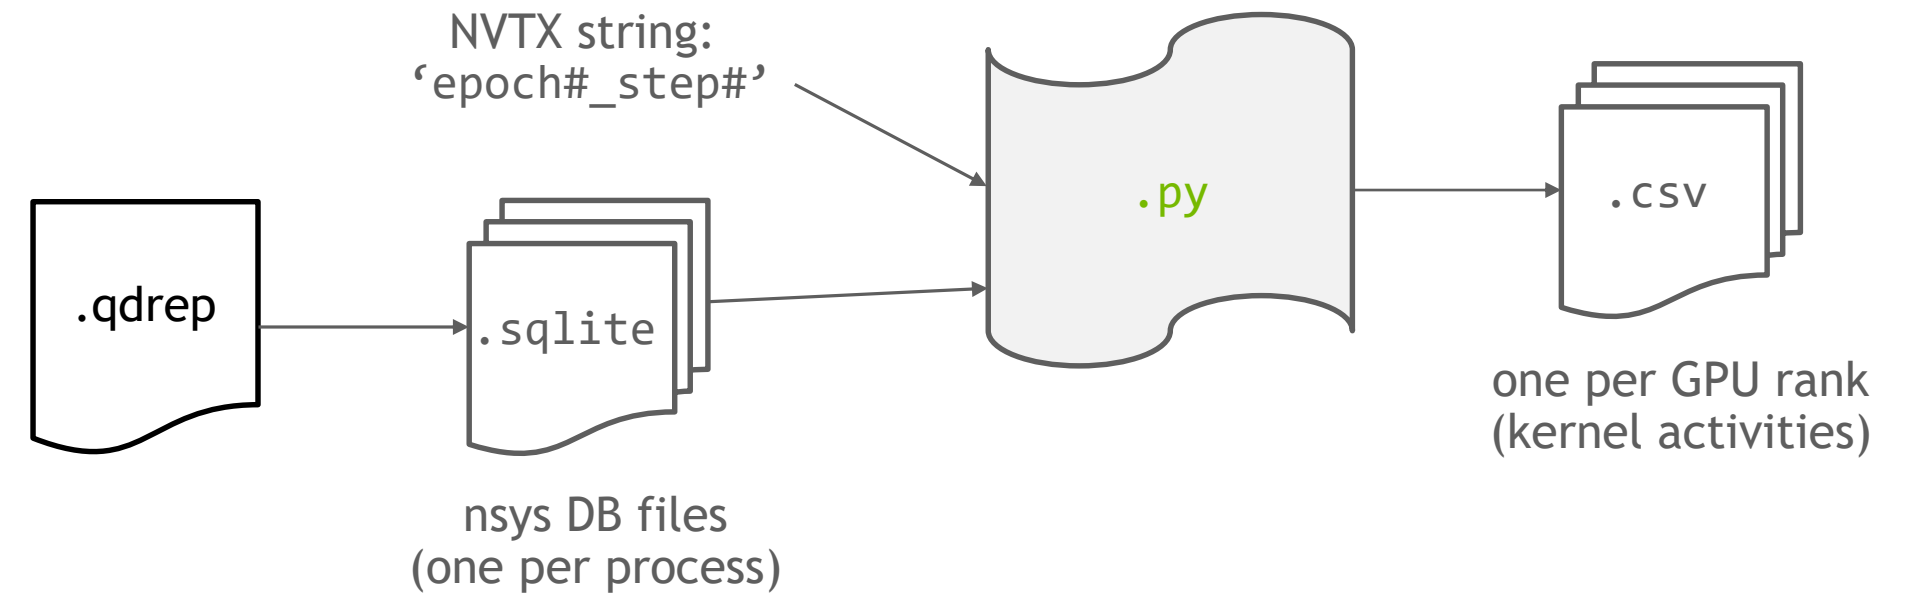 NVTX string:
‘epoch#_step#’
.qdrep
.sqlite
nsys DB files
(one per process)
.py
.csv
one per GPU rank
(kernel activities)